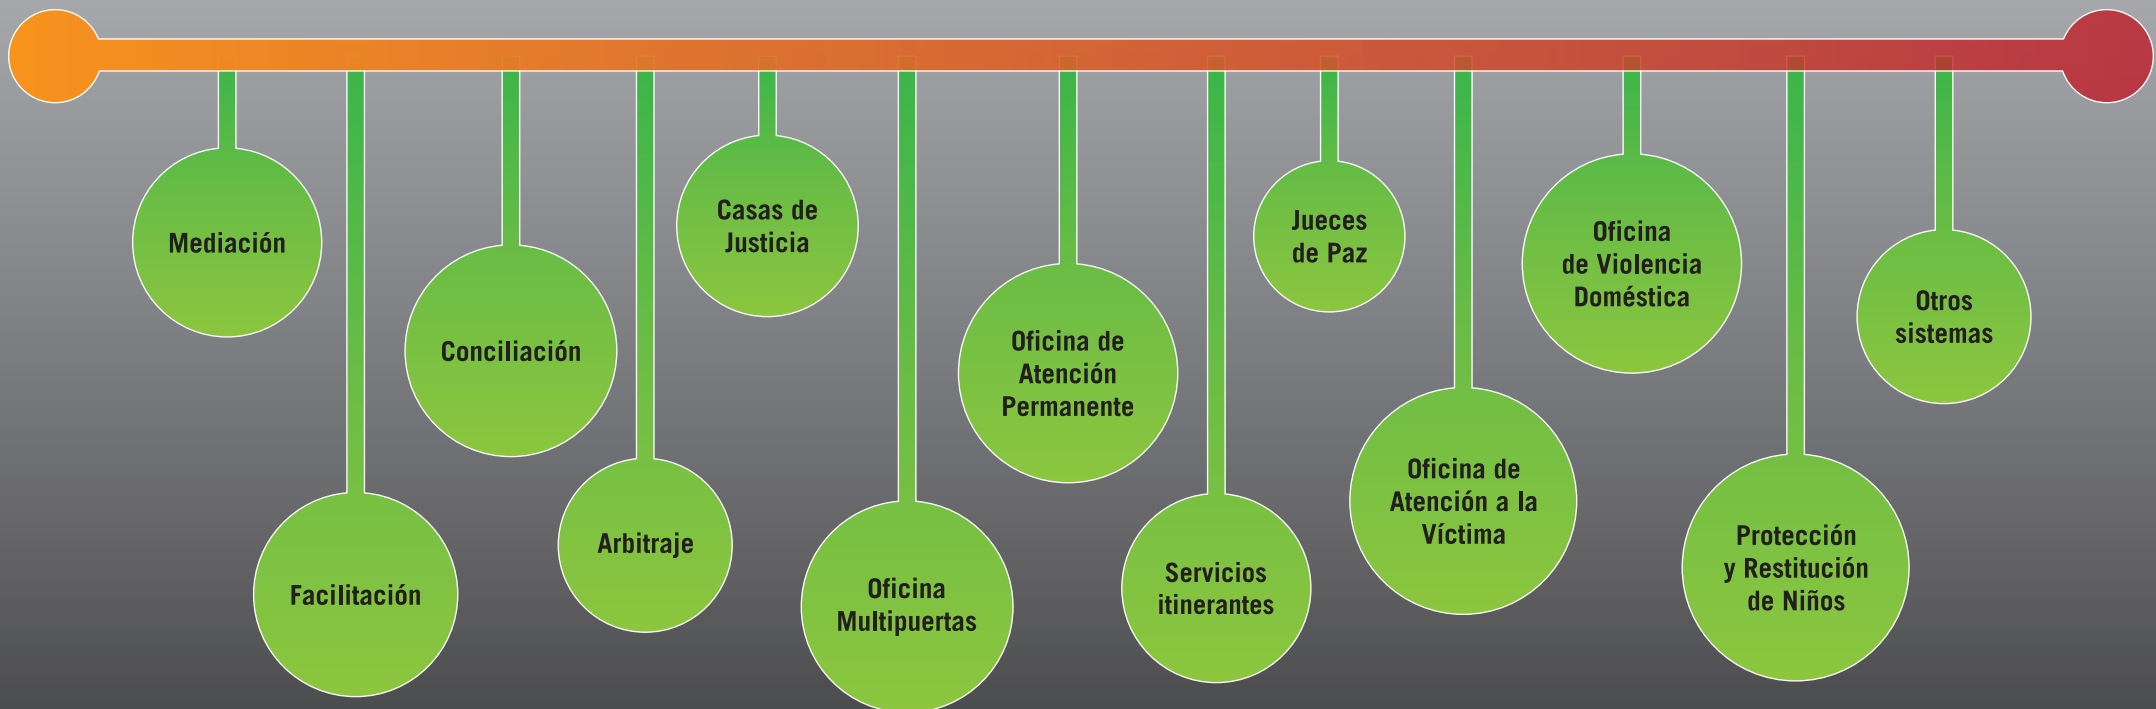 Mediación
Facilitación
Conciliación
Arbitraje
Casas de
Justicia
Oficina
Multipuertas
Oficina de
Atención
Permanente
Servicios
itinerantes
Jueces
de Paz
Oficina de
Atención a la
Víctima
Oficina
de Violencia
Doméstica
Protección
y Restitución
de Niños
Otros
sistemas